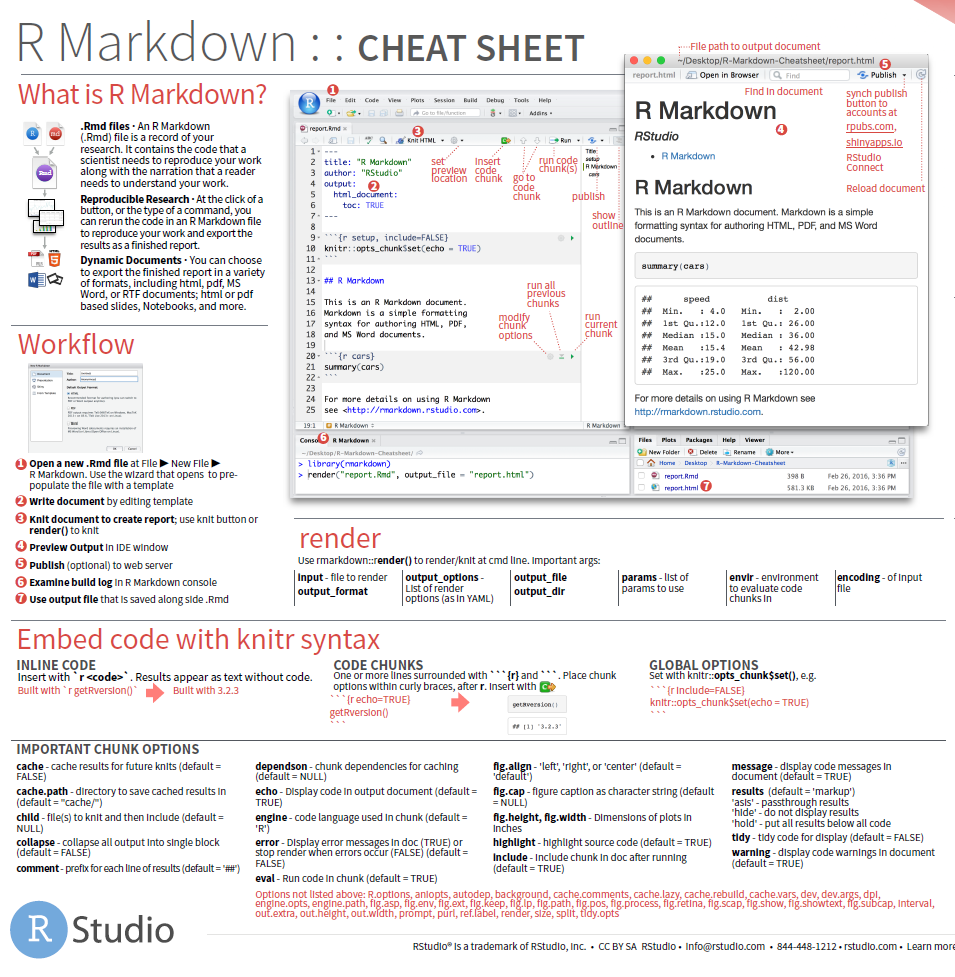 R Markdown : : CHEAT SHEET
What is R Markdown?
.Rmd files · An R Markdown
(.Rmd) file is a record of your
research. It contains the code that a
scientist needs to reproduce your work
along with the narration that a reader
needs to understand your work.
Reproducible Research · At the click of a
button, or the type of a command, you
can rerun the code in an R Markdown file
to reproduce your work and export the
results as a finished report.
Dynamic Documents · You can choose
to export the finished report in a variety
of formats, including html, pdf, MS
Word, or RTF documents; html or pdf
based slides, Notebooks, and more.
Workflow
1 Open a new .Rmd file at File ▶ New File ▶
R Markdown. Use the wizard that opens to pre-
populate the file with a template
2 Write document by editing template
3 Knit document to create report; use knit button or
render() to knit
4 Preview Output in IDE window
5 Publish (optional) to web server
6 Examine build log in R Markdown console
7 Use output file that is saved along side .Rmd
1
File Edit Code View Plots Session Build Debug Tools Help
Go to file/function
Addins
report.Rmd
3
Knit HTML
Run
set
preview
location
insert
code
chunk
go to
code
chunk
run code
chunk(s)
publish
show
outline
Title
setup
R Markdown
cars
1 ---
2 title: "R Markdown"
3 author: "RStudio"
4 output: 2
5 html_document:
6 toc: TRUE
7 ---
8
9 ```{r setup, include=FALSE}
10 knitr::opts_chunk$set(echo = TRUE)
11 ```
12
13 ## R Markdown
14
15 This is an R Markdown document.
16 Markdown is a simple formatting
17 syntax for authoring HTML, PDF,
18 and MS Word documents.
19
20 ```{r cars}
21 summary(cars)
22 ```
23
24 For more details on using R Markdown
25 see <http://rmarkdown.rstudio.com>.
run all
previous
chunks
modify
chunk
options
run
current
chunk
19:1 R Markdown
R Markdown
Console 6 R Markdown
~/Desktop/R-Markdown-Cheatsheet/
> library(rmarkdown)
> render("report.Rmd", output_file = "report.html")
File path to output document
~/Desktop/R-Markdown-Cheatsheet/report.html
report.html Open in Browser Find Publish
5
Find in document
synch publish
button to
accounts at
rpubs.com,
shinyapps.io
RStudio
Connect
Reload document
R Markdown
4
RStudio
• R Markdown
R Markdown
This is an R Markdown document. Markdown is a simple
formatting syntax for authoring HTML, PDF, and MS Word
documents.
summary(cars)
## speed dist
## Min. : 4.0 Min. : 2.00
## 1st Qu.:12.0 1st Qu.: 26.00
## Median :15.0 Median : 36.00
## Mean :15.4 Mean : 42.98
## 3rd Qu.:19.0 3rd Qu.: 56.00
## Max. :25.0 Max. :120.00
For more details on using R Markdown see
http://rmarkdown.rstudio.com.
Files Plots Packages Help Viewer
New Folder Delete Rename More
Home Desktop R-Markdown-Cheatsheet
report.Rmd 398 B Feb 26, 2016, 3:36 PM
report.html 7 581.3 KB Feb 26, 2016, 3:36 PM
render
Use rmarkdown::render() to render/knit at cmd line. Important args:
input - file to render
output_format
output_options -
List of render
options (as in YAML)
output_file
output_dir
params - list of
params to use
envir - environment
to evaluate code
chunks in
encoding - of input
file
Embed code with knitr syntax
INLINE CODE
Insert with `r <code>`. Results appear as text without code.
Built with `r getRversion()` Built with 3.2.3
CODE CHUNKS
One or more lines surrounded with ```{r} and ```. Place chunk
options within curly braces, after r. Insert with
```{r echo=TRUE}
getRversion()
```
getRversion()
## [1] '3.2.3'
GLOBAL OPTIONS
Set with knitr::opts_chunk$set(), e.g.
```{r include=FALSE}
knitr::opts_chunk$set(echo = TRUE)
```
IMPORTANT CHUNK OPTIONS
cache - cache results for future knits (default =
FALSE)
cache.path - directory to save cached results in
(default = "cache/")
child - file(s) to knit and then include (default =
NULL)
collapse - collapse all output into single block
(default = FALSE)
comment - prefix for each line of results (default = '##')
dependson - chunk dependencies for caching
(default = NULL)
echo - Display code in output document (default =
TRUE)
engine - code language used in chunk (default =
'R')
error - Display error messages in doc (TRUE) or
stop render when errors occur (FALSE) (default =
FALSE)
eval - Run code in chunk (default = TRUE)
fig.align - 'left', 'right', or 'center' (default =
'default')
fig.cap - figure caption as character string (default
= NULL)
fig.height, fig.width - Dimensions of plots in
inches
highlight - highlight source code (default = TRUE)
include - Include chunk in doc after running
(default = TRUE)
message - display code messages in
document (default = TRUE)
results (default = 'markup')
'asis' - passthrough results
'hide' - do not display results
'hold' - put all results below all code
tidy - tidy code for display (default = FALSE)
warning - display code warnings in document
(default = TRUE)
Options not listed above: R.options, aniopts, autodep, background, cache.comments, cache.lazy, cache.rebuild, cache.vars, dev, dev.args, dpi,
engine.opts, engine.path, fig.asp, fig.env, fig.ext, fig.keep, fig.lp, fig.path, fig.pos, fig.process, fig.retina, fig.scap, fig.show, fig.showtext, fig.subcap, interval,
out.extra, out.height, out.width, prompt, purl, ref.label, render, size, split, tidy.opts
R Studio
RStudio® is a trademark of RStudio, Inc. • CC BY SA RStudio • info@rstudio.com • 844-448-1212 • rstudio.com • Learn more